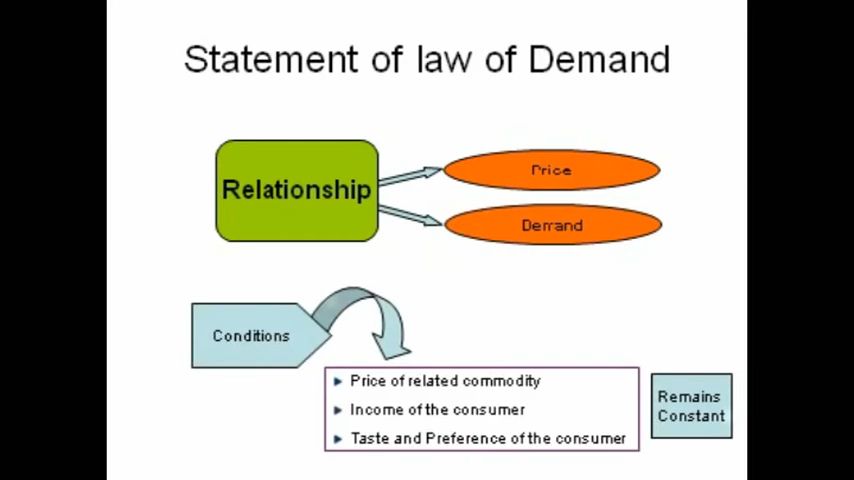 Statement of law of Demand
Relationship
Price
Demand
Conditions
Price of related commodity
Income of the consumer
Taste and Preference of the consumer
Remains
Constant